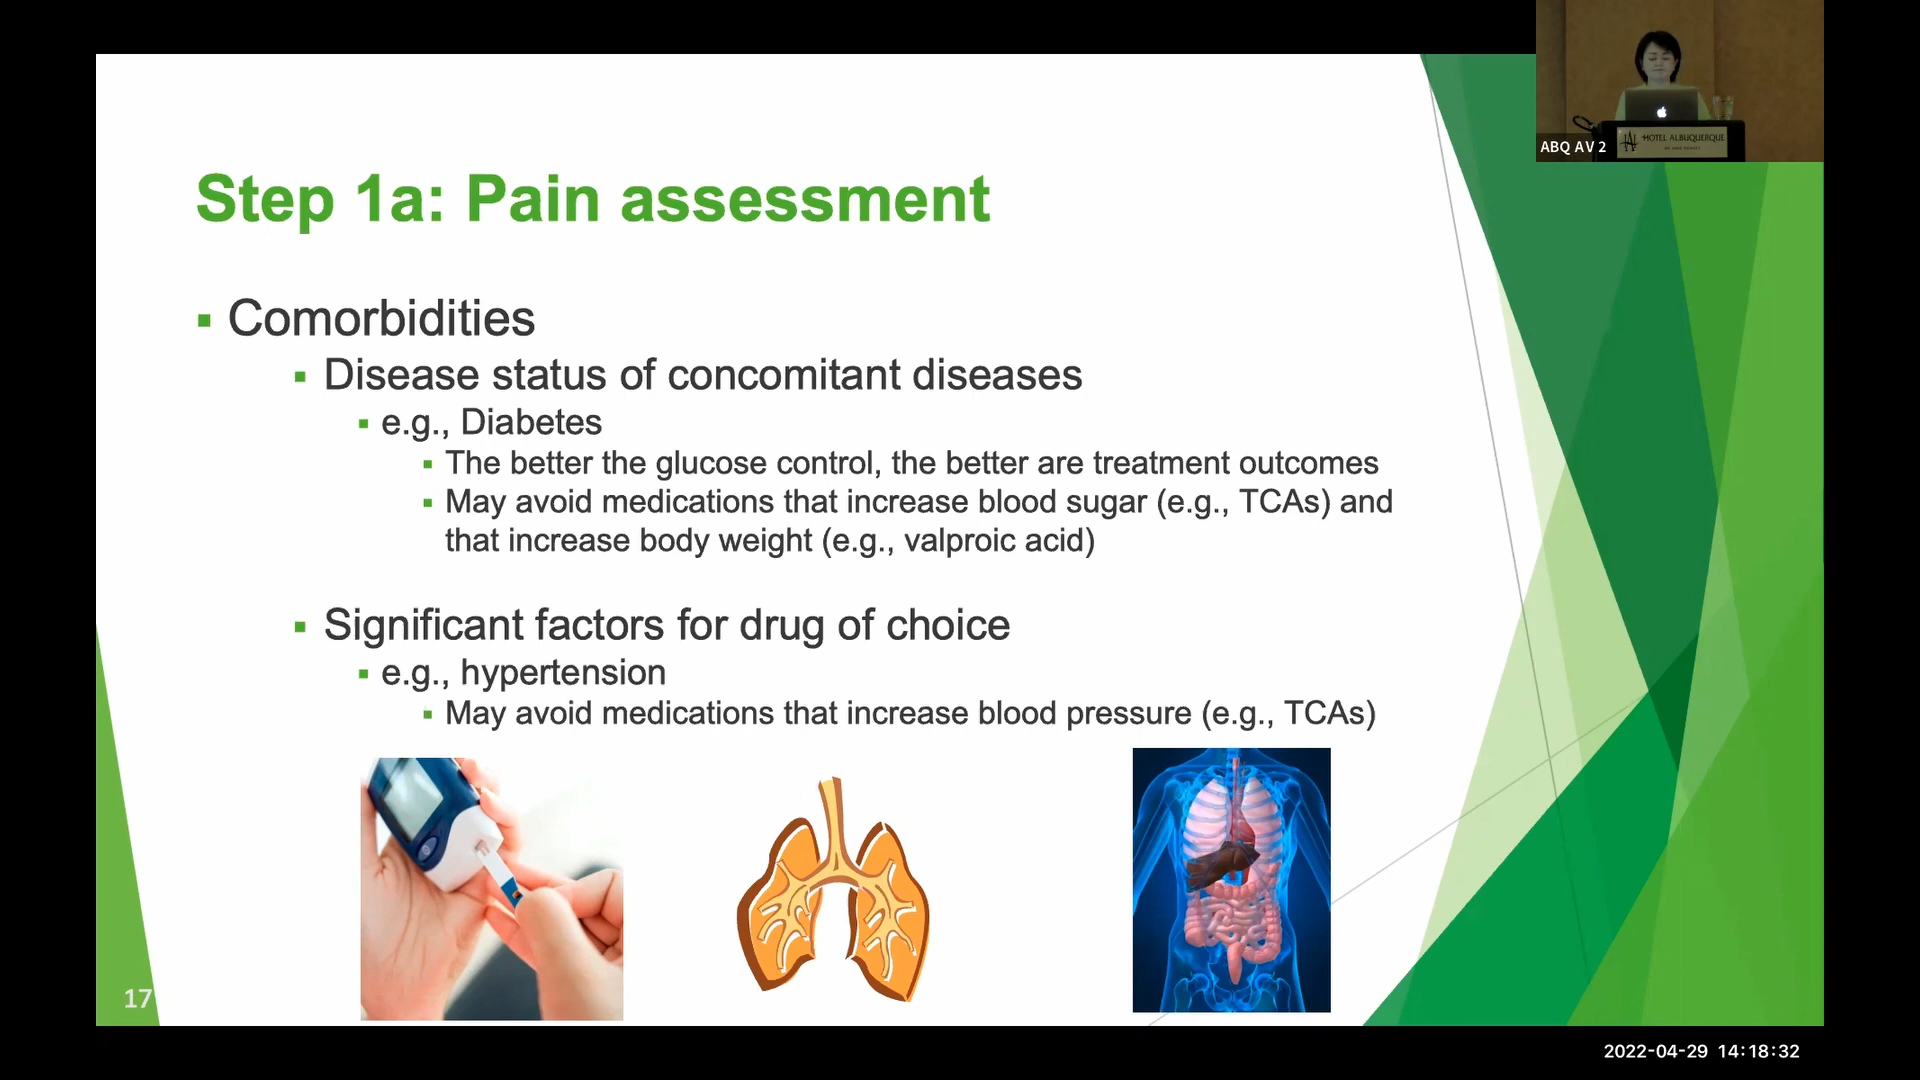 ABQ AV 2
HOTEL ALBUQUERQUE
Step 1a: Pain assessment
▪ Comorbidities
▪ Disease status of concomitant diseases
▪ e.g., Diabetes
▪ The better the glucose control, the better are treatment outcomes
▪ May avoid medications that increase blood sugar (e.g., TCAs) and
that increase body weight (e.g., valproic acid)
▪ Significant factors for drug of choice
▪ e.g., hypertension
▪ May avoid medications that increase blood pressure (e.g., TCAs)
17
2022-04-29 14:18:32